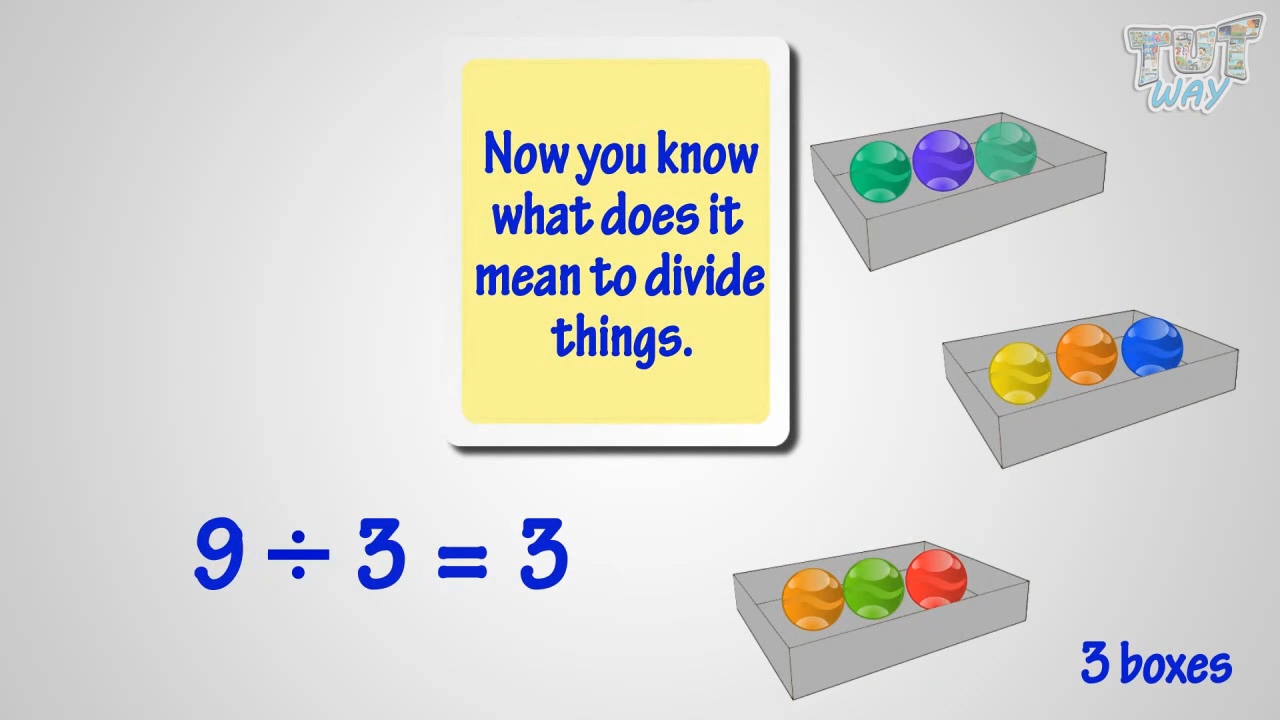 TUT
WAY
Now you know
what does it
mean to divide
things.
9 ÷ 3 = 3
3 boxes